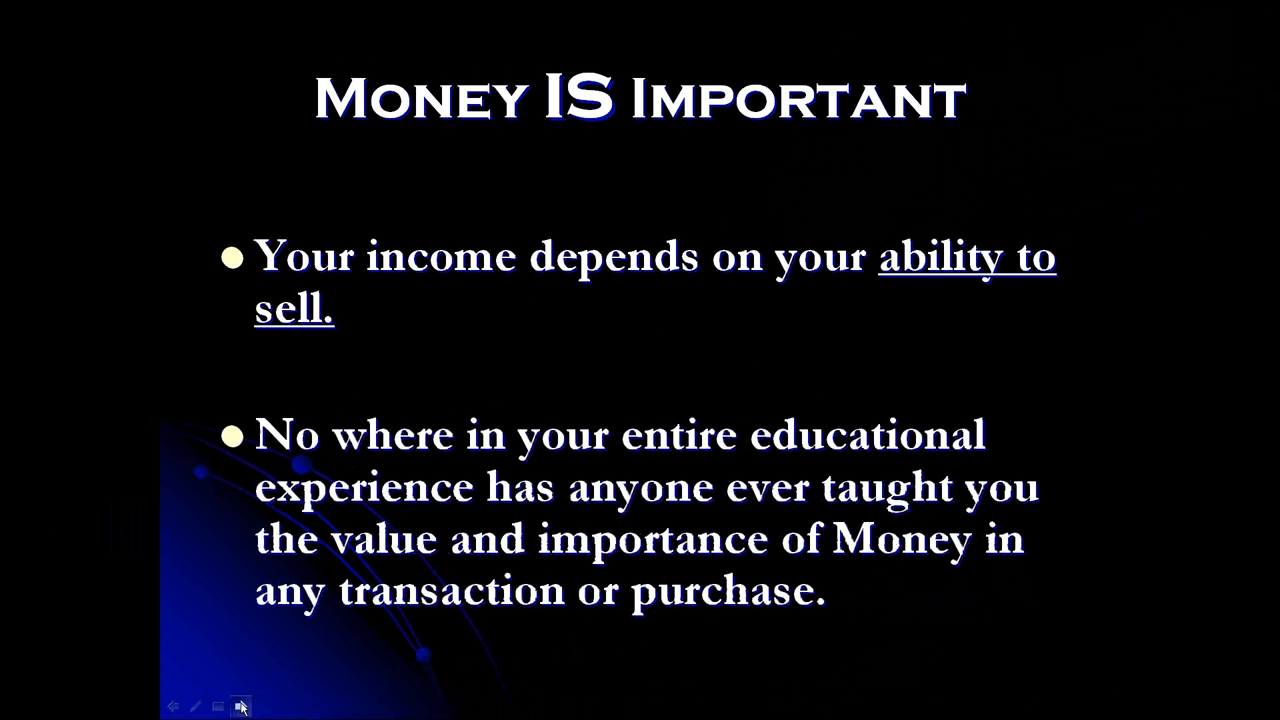 MONEY IS IMPORTANT
Your income depends on your ability to
sell.
No where in your entire educational
experience has anyone ever taught you
the value and importance of Money in
any transaction or purchase.